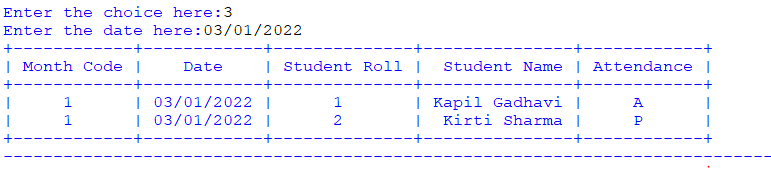 Enter the choice here:3
Enter the date here:03/01/2022
+------------+------------+--------------+---------------+------------+
| Month Code |    Date    | Student Roll |  Student Name | Attendance |
+------------+------------+--------------+---------------+------------+
|     1      | 03/01/2022 |      1       | Kapil Gadhavi |     A      |
|     1      | 03/01/2022 |      2       |  Kirti Sharma |     P      |
+------------+------------+--------------+---------------+------------+
-----------------------------------------------------------------------------